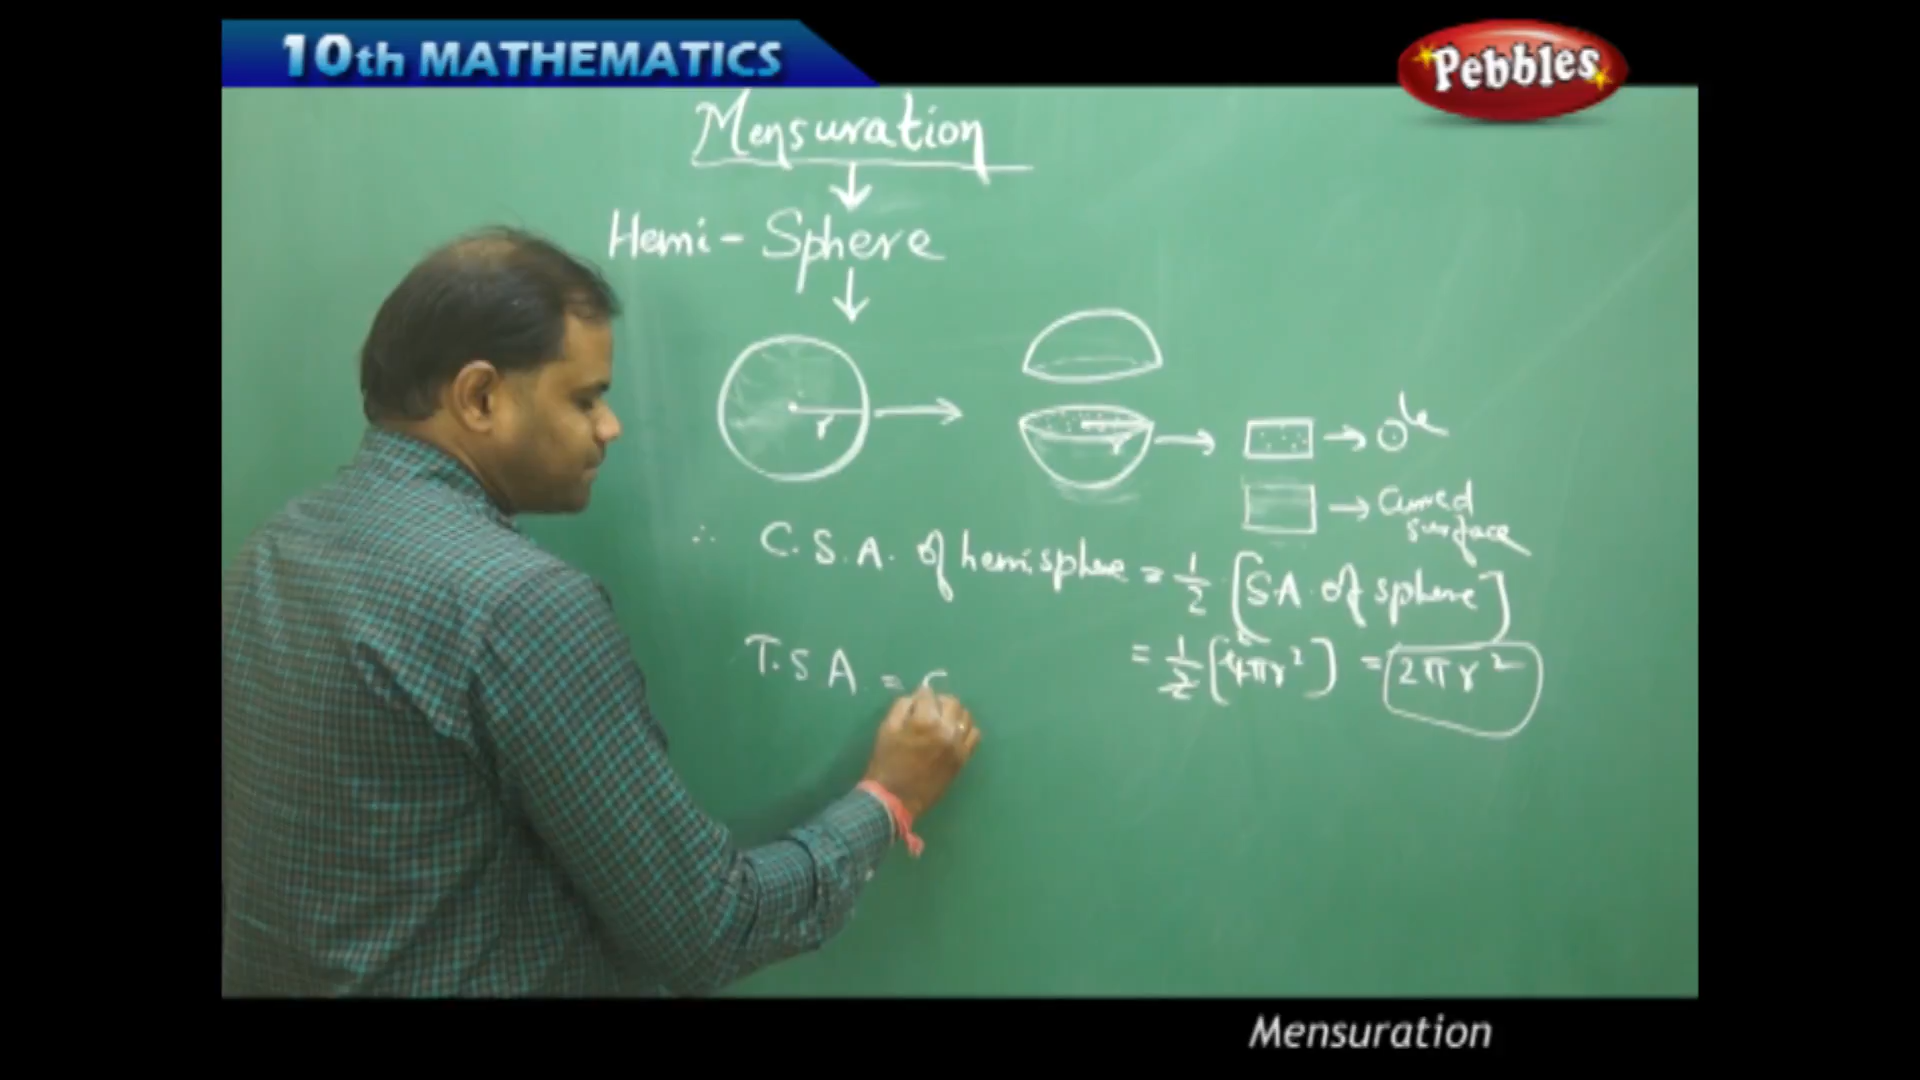 10th MATHEMATICS
Pebbles
Mensuration
Hemi-Sphere
r
r
→ ⊙le
→ Curved surface
∴ C.S.A. of hemisphere = 1/2 [S.A. of sphere]
= 1/2 [4πr²] = 2πr²
T.S.A = C
Mensuration